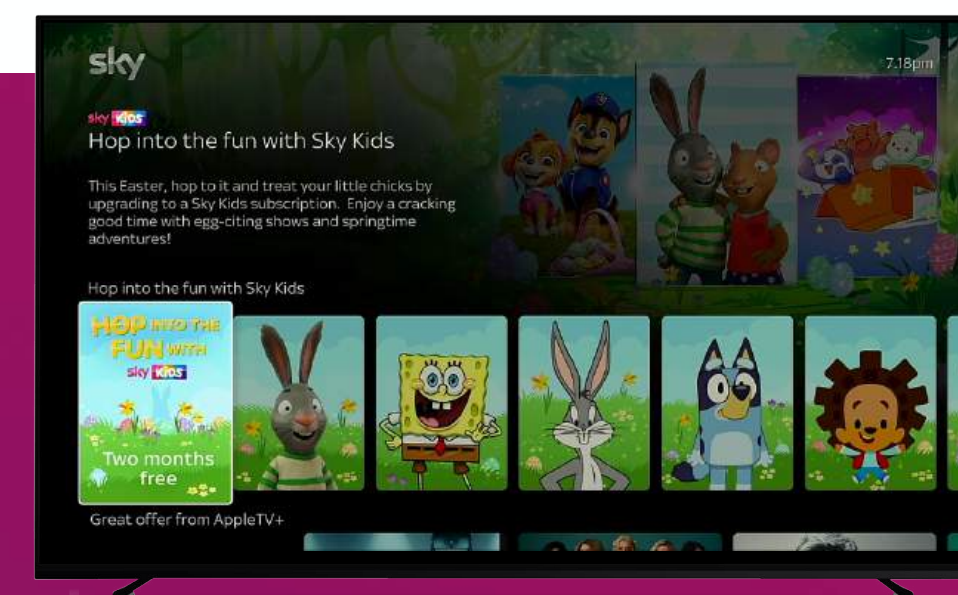 sky
7.18pm
sky kids
Hop into the fun with Sky Kids
This Easter, hop to it and treat your little chicks by
upgrading to a Sky Kids subscription. Enjoy a cracking
good time with egg-citing shows and springtime
adventures!
Hop into the fun with Sky Kids
HOP INTO THE
FUN WITH
sky kids
Two months
free
Great offer from AppleTV+